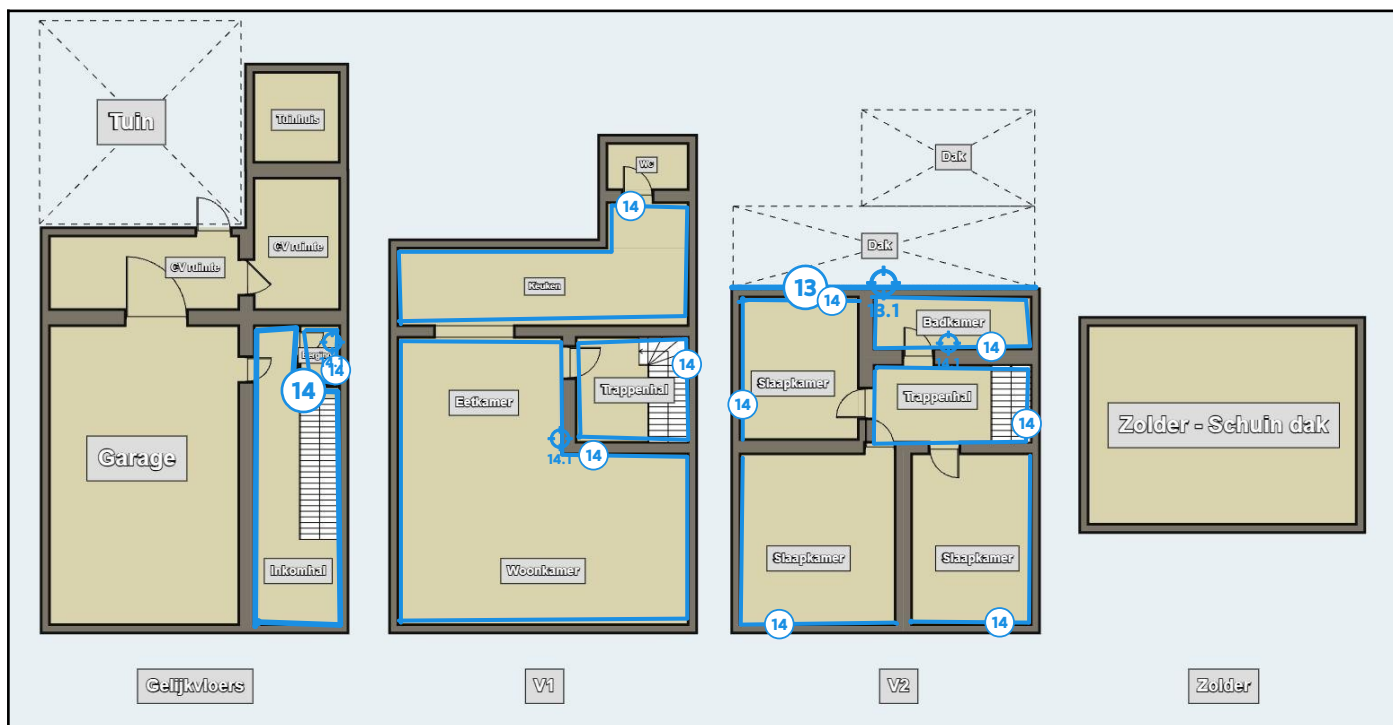 Tuin
Tuinhuis
CV ruimte
CV ruimte
Garage
14
14
Inkomhal
Gelijkvloers
WC
14
Keuken
Eetkamer
Trappenhal
14
14.1
14
Woonkamer
V1
Dak
Dak
13
14
13.1
Badkamer
14
Slaapkamer
14
Trappenhal
14
Slaapkamer
14
Slaapkamer
14
V2
Zolder - Schuin dak
Zolder